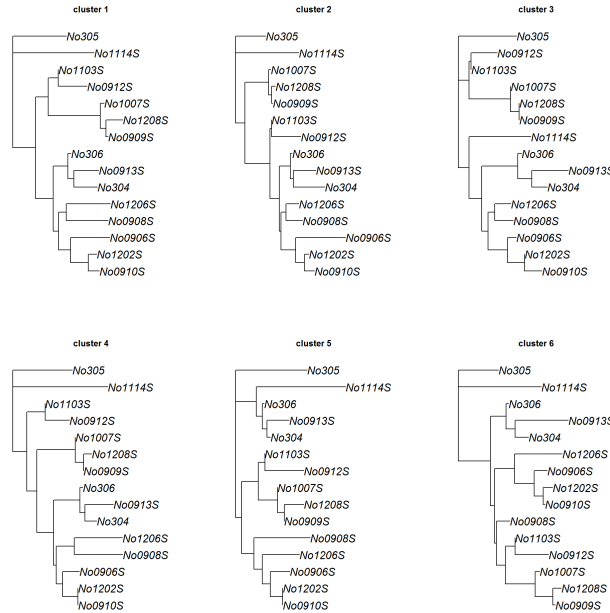 cluster 1
No305
No1114S
No1103S
No0912S
No1007S
No1208S
No0909S
No306
No0913S
No304
No1206S
No0908S
No0906S
No1202S
No0910S
cluster 2
No305
No1114S
No1007S
No1208S
No0909S
No1103S
No0912S
No306
No0913S
No304
No1206S
No0908S
No0906S
No1202S
No0910S
cluster 3
No305
No0912S
No1103S
No1007S
No1208S
No0909S
No1114S
No306
No0913S
No304
No1206S
No0908S
No0906S
No1202S
No0910S
cluster 4
No305
No1114S
No1103S
No0912S
No1007S
No1208S
No0909S
No306
No0913S
No304
No1206S
No0908S
No0906S
No1202S
No0910S
cluster 5
No305
No1114S
No306
No0913S
No304
No1103S
No0912S
No1007S
No1208S
No0909S
No0908S
No1206S
No0906S
No1202S
No0910S
cluster 6
No305
No1114S
No306
No0913S
No304
No1206S
No0906S
No1202S
No0910S
No0908S
No1103S
No0912S
No1007S
No1208S
No0909S